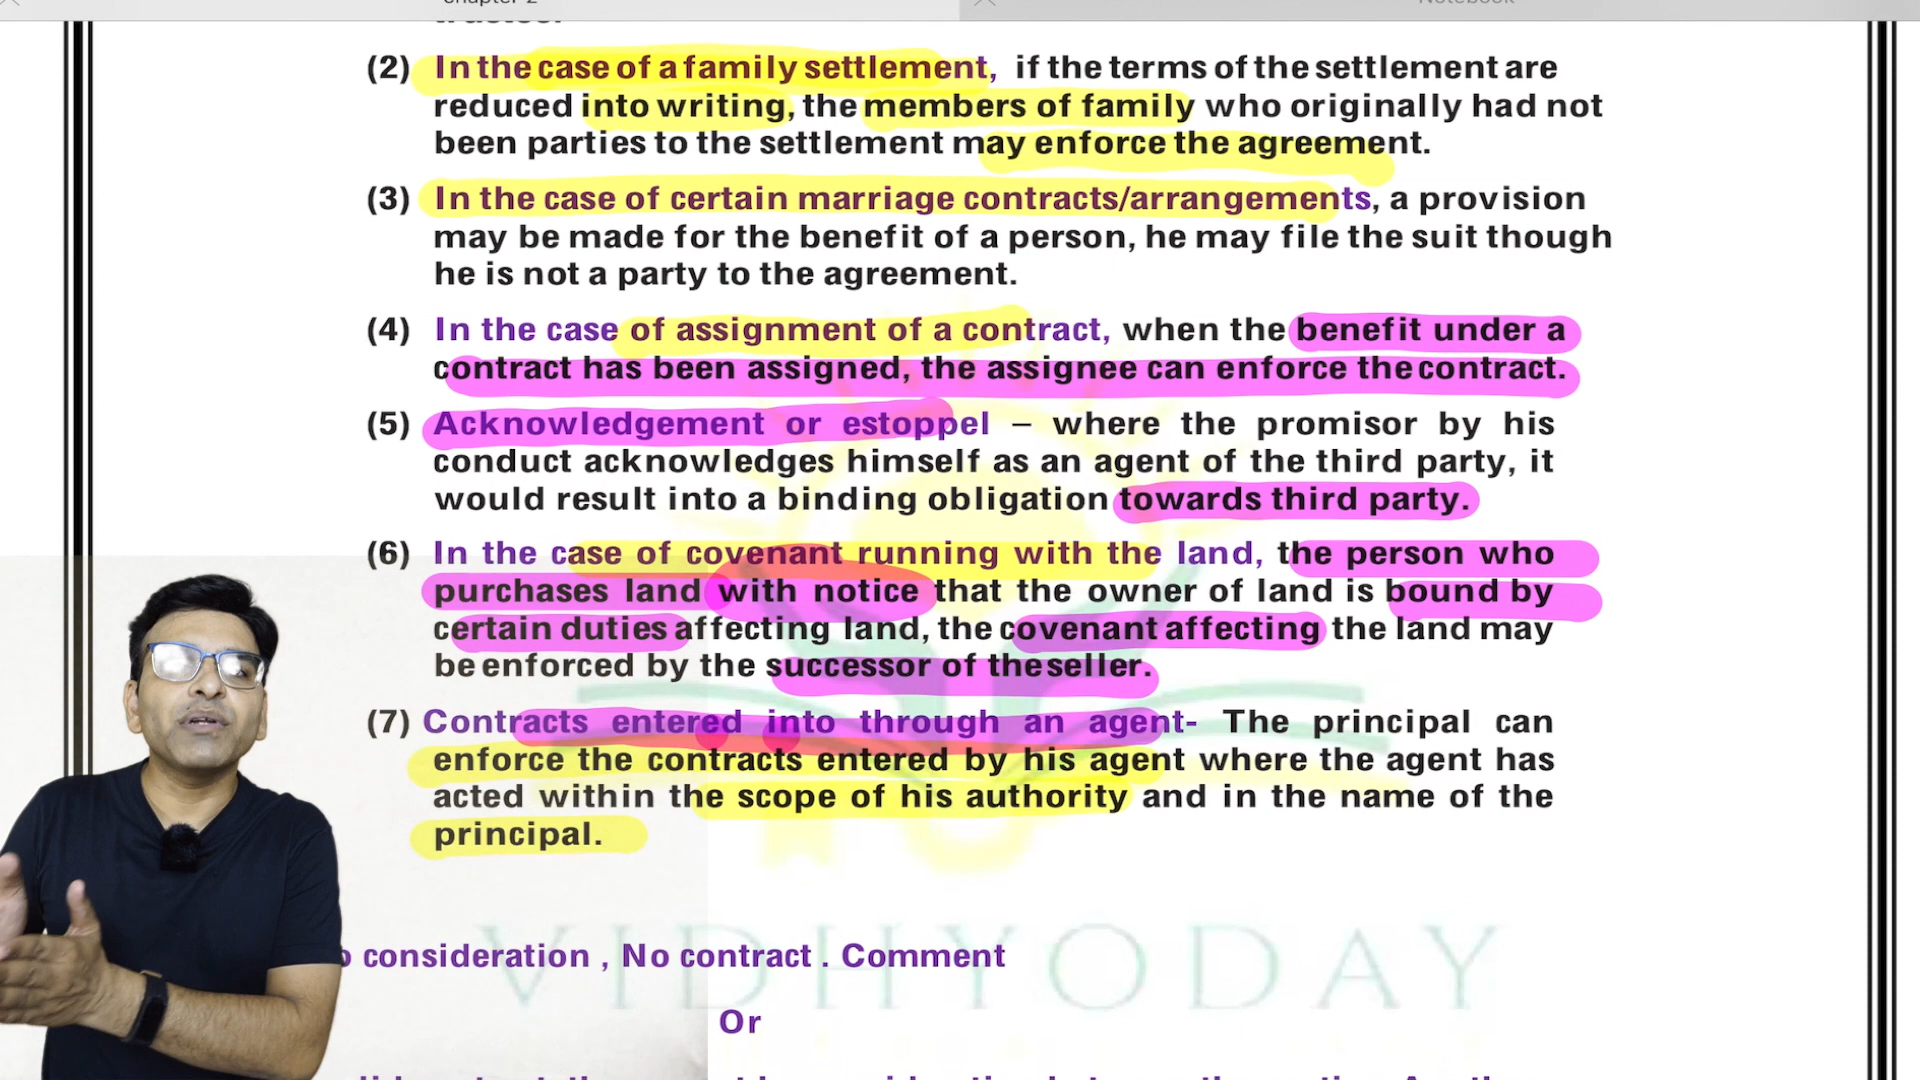 (2) In the case of a family settlement, if the terms of the settlement are
reduced into writing, the members of family who originally had not
been parties to the settlement may enforce the agreement.
(3) In the case of certain marriage contracts/arrangements, a provision
may be made for the benefit of a person, he may file the suit though
he is not a party to the agreement.
(4) In the case of assignment of a contract, when the benefit under a
contract has been assigned, the assignee can enforce the contract.
(5) Acknowledgement or estoppel – where the promisor by his
conduct acknowledges himself as an agent of the third party, it
would result into a binding obligation towards third party.
(6) In the case of covenant running with the land, the person who
purchases land with notice that the owner of land is bound by
certain duties affecting land, the covenant affecting the land may
be enforced by the successor of the seller.
(7) Contracts entered into through an agent- The principal can
enforce the contracts entered by his agent where the agent has
acted within the scope of his authority and in the name of the
principal.
consideration , No contract . Comment
VIDHYODAY
Or